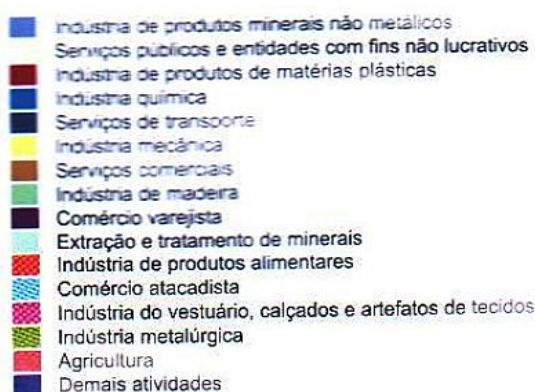 Indústria de produtos minerais não metálicos
Serviços públicos e entidades com fins não lucrativos
Indústria de produtos de matérias plásticas
Indústria química
Serviços de transporte
Indústria mecânica
Serviços comerciais
Indústria de madeira
Comércio varejista
Extração e tratamento de minerais
Indústria de produtos alimentares
Comércio atacadista
Indústria do vestuário, calçados e artefatos de tecidos
Indústria metalúrgica
Agricultura
Demais atividades